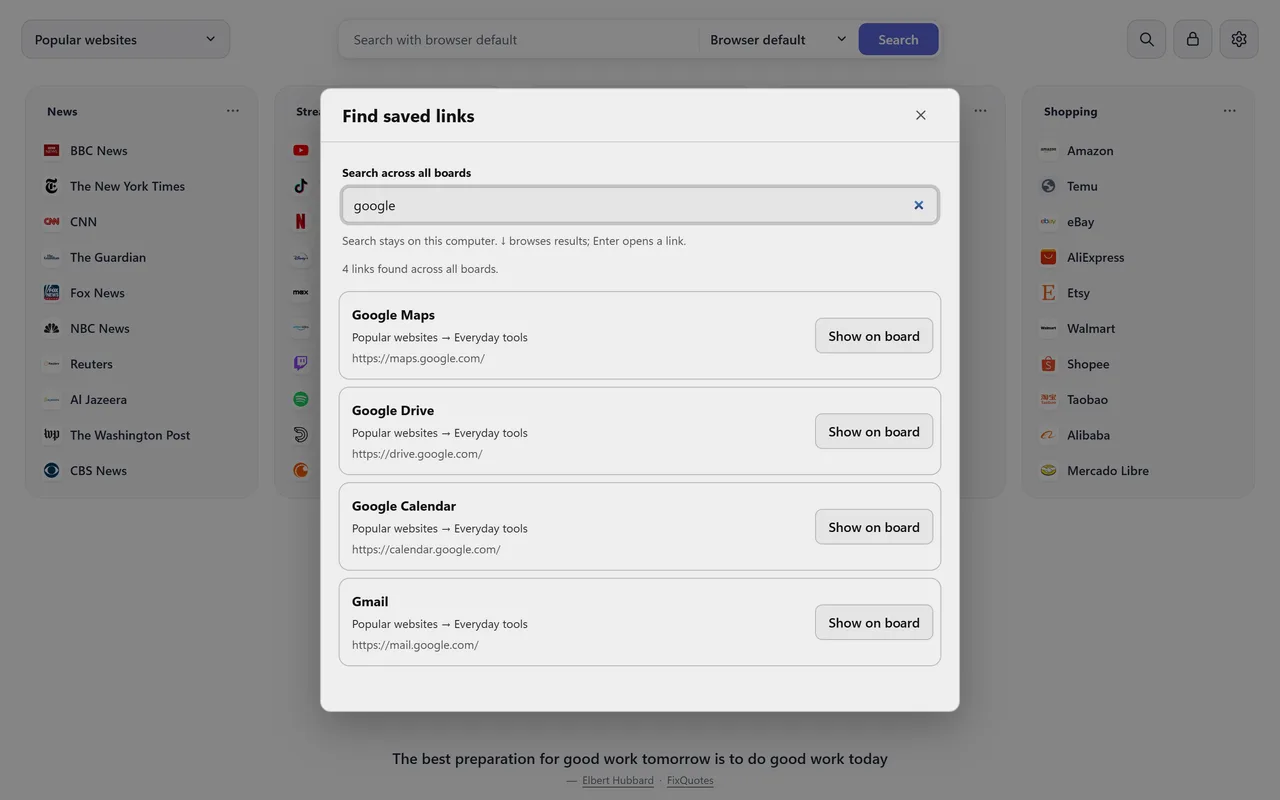 Popular websites
Search with browser default
Browser default
Search
News
BBC News
The New York Times
CNN
The Guardian
Fox News
NBC News
Reuters
Al Jazeera
The Washington Post
CBS News
Strea
max
Find saved links
Search across all boards
google
Search stays on this computer. ↓ browses results; Enter opens a link.
4 links found across all boards.
Google Maps
Popular websites → Everyday tools
https://maps.google.com/
Show on board
Google Drive
Popular websites → Everyday tools
https://drive.google.com/
Show on board
Google Calendar
Popular websites → Everyday tools
https://calendar.google.com/
Show on board
Gmail
Popular websites → Everyday tools
https://mail.google.com/
Show on board
Shopping
Amazon
Temu
eBay
AliExpress
Etsy
Walmart
Shopee
Taobao
Alibaba
Mercado Libre
The best preparation for good work tomorrow is to do good work today
— Elbert Hubbard · FixQuotes